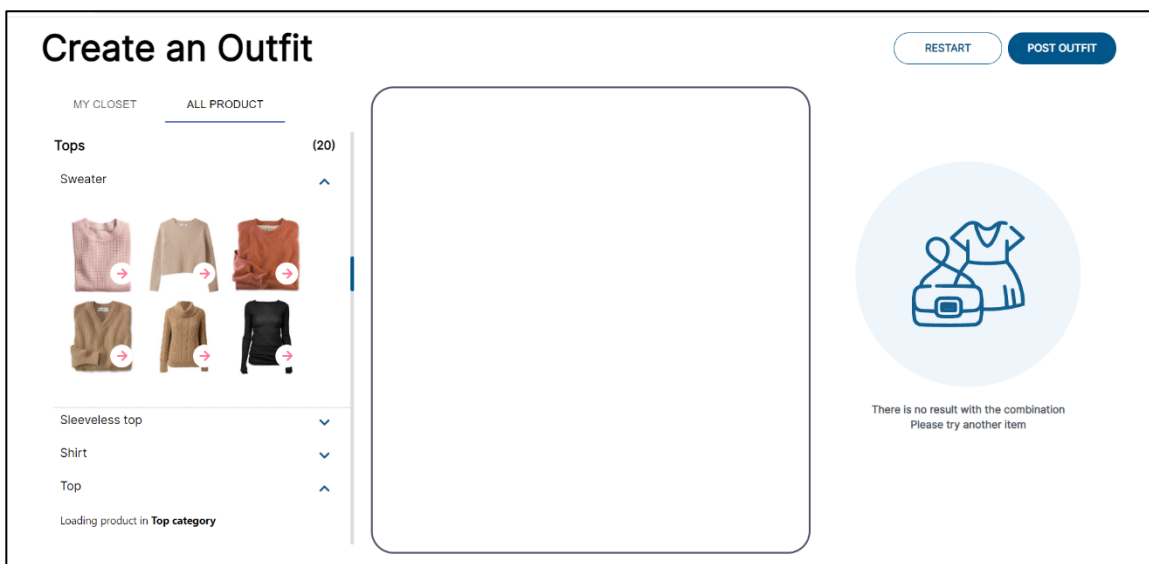 Create an Outfit
RESTART
POST OUTFIT
MY CLOSET
ALL PRODUCT
Tops
(20)
Sweater
Sleeveless top
Shirt
Top
Loading product in Top category
There is no result with the combination
Please try another item